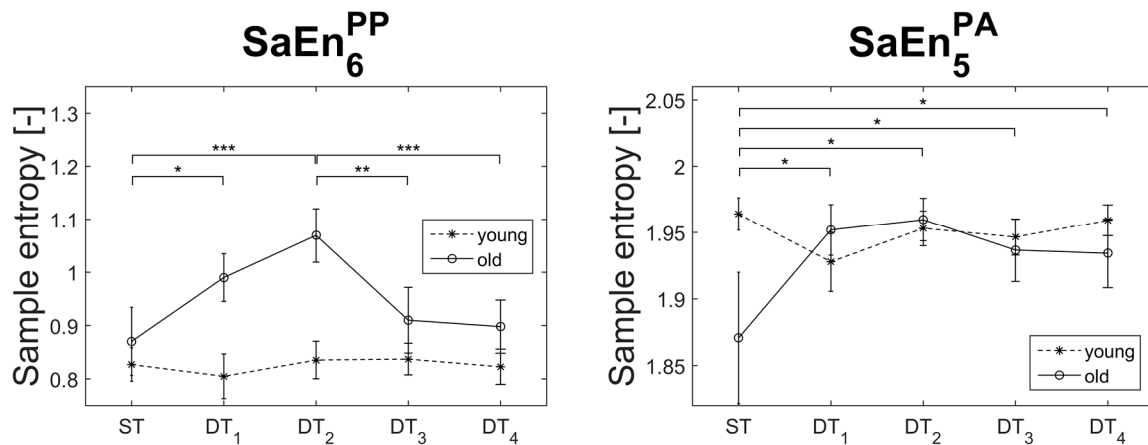 SaEn₆ᴾᴾ
Sample entropy [-]
1.3
1.2
1.1
1
0.9
0.8
***
***
*
**
young
old
ST DT₁ DT₂ DT₃ DT₄
SaEn₅ᴾᴬ
Sample entropy [-]
2.05
2
1.95
1.9
1.85
*
*
*
*
young
old
ST DT₁ DT₂ DT₃ DT₄